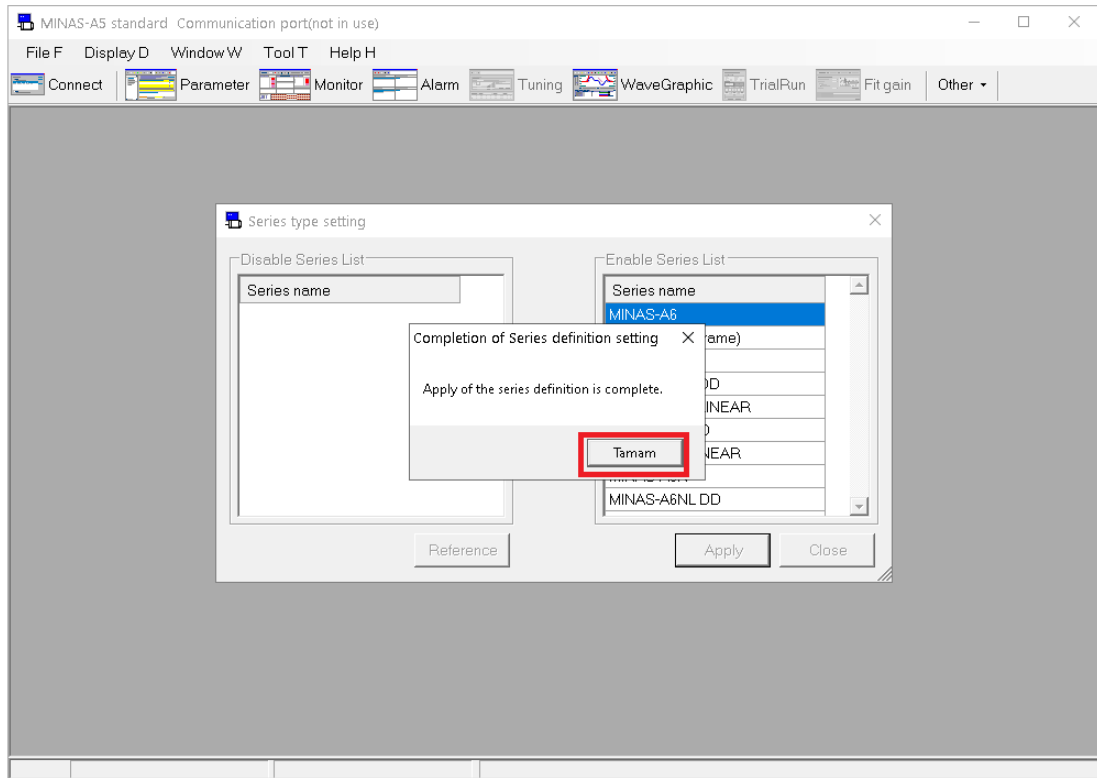 MINAS-A5 standard Communication port(not in use)
File F Display D Window W Tool T Help H
Connect Parameter Monitor Alarm Tuning WaveGraphic TrialRun Fit gain Other
Series type setting
Disable Series List
Enable Series List
Series name
Series name
MINAS-A6
Completion of Series definition setting
rame)
Apply of the series definition is complete.
DD
INEAR
NEAR
Tamam
MINAS-A6NL DD
Reference Apply Close